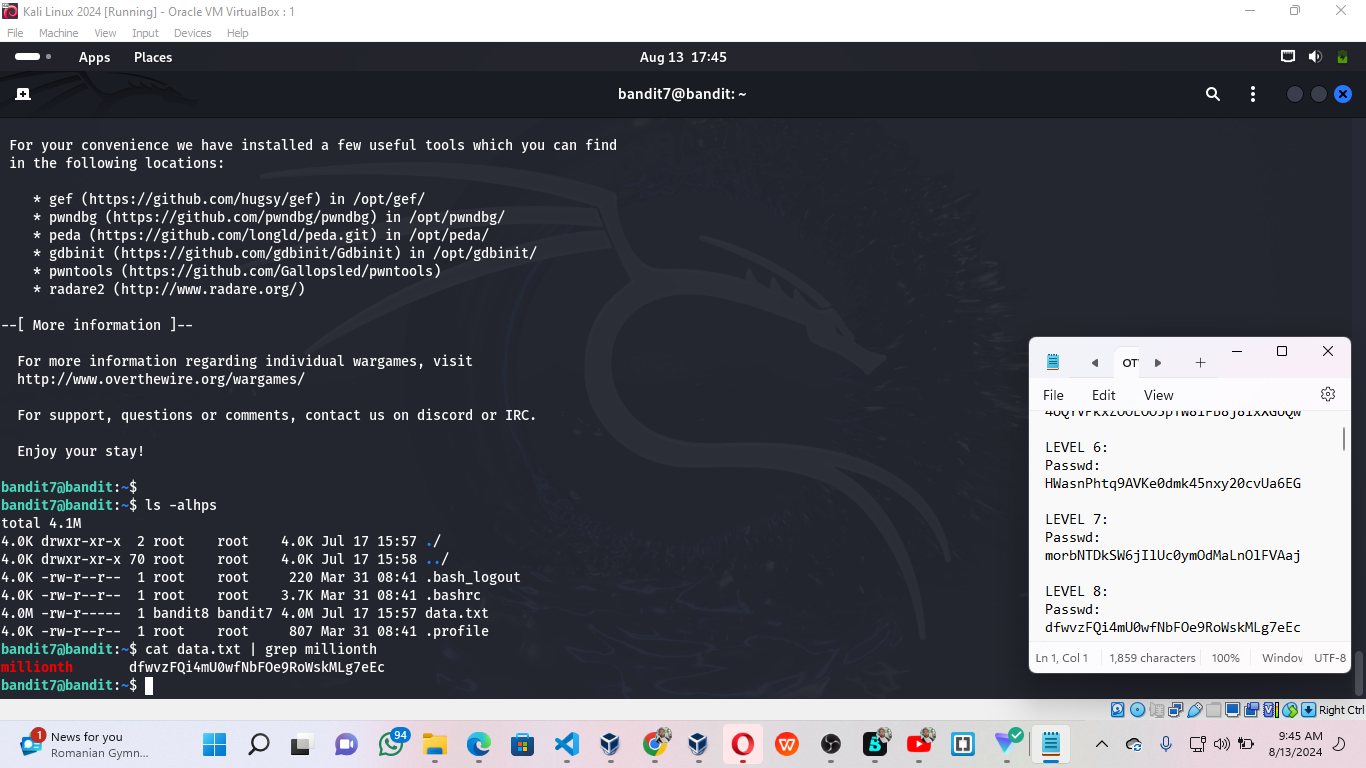 Kali Linux 2024 [Running] - Oracle VM VirtualBox : 1
File Machine View Input Devices Help
Apps Places Aug 13 17:45
bandit7@bandit: ~
For your convenience we have installed a few useful tools which you can find
in the following locations:
* gef (https://github.com/hugsy/gef) in /opt/gef/
* pwndbg (https://github.com/pwndbg/pwndbg) in /opt/pwndbg/
* peda (https://github.com/longld/peda.git) in /opt/peda/
* gdbinit (https://github.com/gdbinit/Gdbinit) in /opt/gdbinit/
* pwntools (https://github.com/Gallopsled/pwntools)
* radare2 (http://www.radare.org/)
--[ More information ]--
For more information regarding individual wargames, visit
http://www.overthewire.org/wargames/
For support, questions or comments, contact us on discord or IRC.
Enjoy your stay!
bandit7@bandit:~$
bandit7@bandit:~$ ls -alhps
total 4.1M
4.0K drwxr-xr-x 2 root root 4.0K Jul 17 15:57 ./
4.0K drwxr-xr-x 70 root root 4.0K Jul 17 15:58 ../
4.0K -rw-r--r-- 1 root root 220 Mar 31 08:41 .bash_logout
4.0K -rw-r--r-- 1 root root 3.7K Mar 31 08:41 .bashrc
4.0M -rw-r----- 1 bandit8 bandit7 4.0M Jul 17 15:57 data.txt
4.0K -rw-r--r-- 1 root root 807 Mar 31 08:41 .profile
bandit7@bandit:~$ cat data.txt | grep millionth
millionth dfwvzFQi4mU0wfNbFOe9RoWskMLg7eEc
bandit7@bandit:~$
OT
File Edit View
LEVEL 6:
Passwd:
HWasnPhtq9AVKe0dmk45nxy20cvUa6EG
LEVEL 7:
Passwd:
morbNTDkSW6jIlUc0ymOdMaLnOlFVAaj
LEVEL 8:
Passwd:
dfwvzFQi4mU0wfNbFOe9RoWskMLg7eEc
Ln 1, Col 1 1,859 characters 100% Window UTF-8
Right Ctrl
1 News for you
Romanian Gymn...
94
9:45 AM
8/13/2024